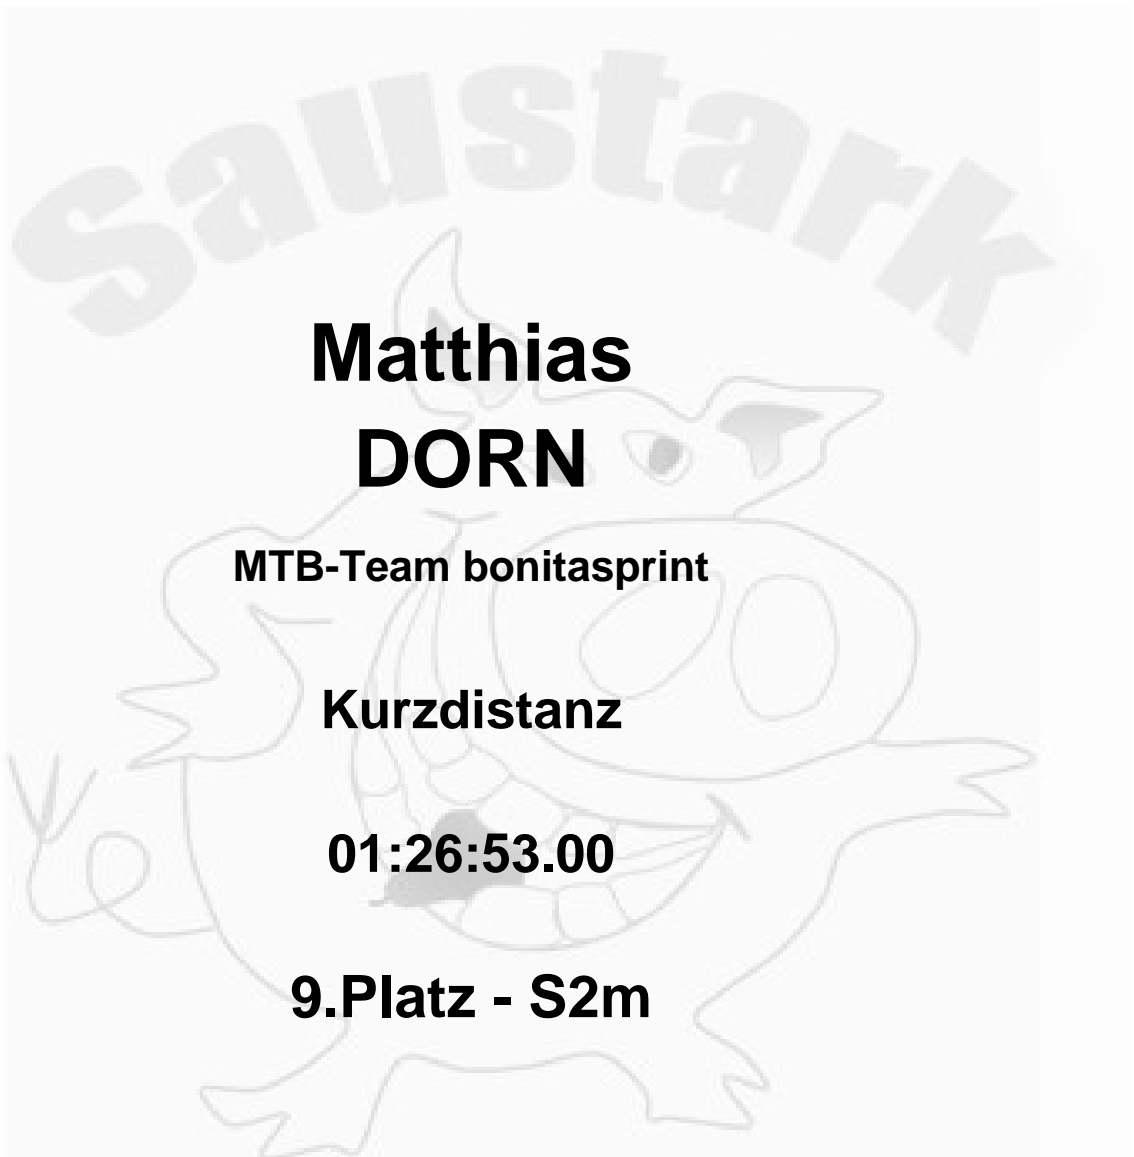 Saustark
Matthias
DORN
MTB-Team bonitasprint
Kurzdistanz
01:26:53.00
9.Platz - S2m